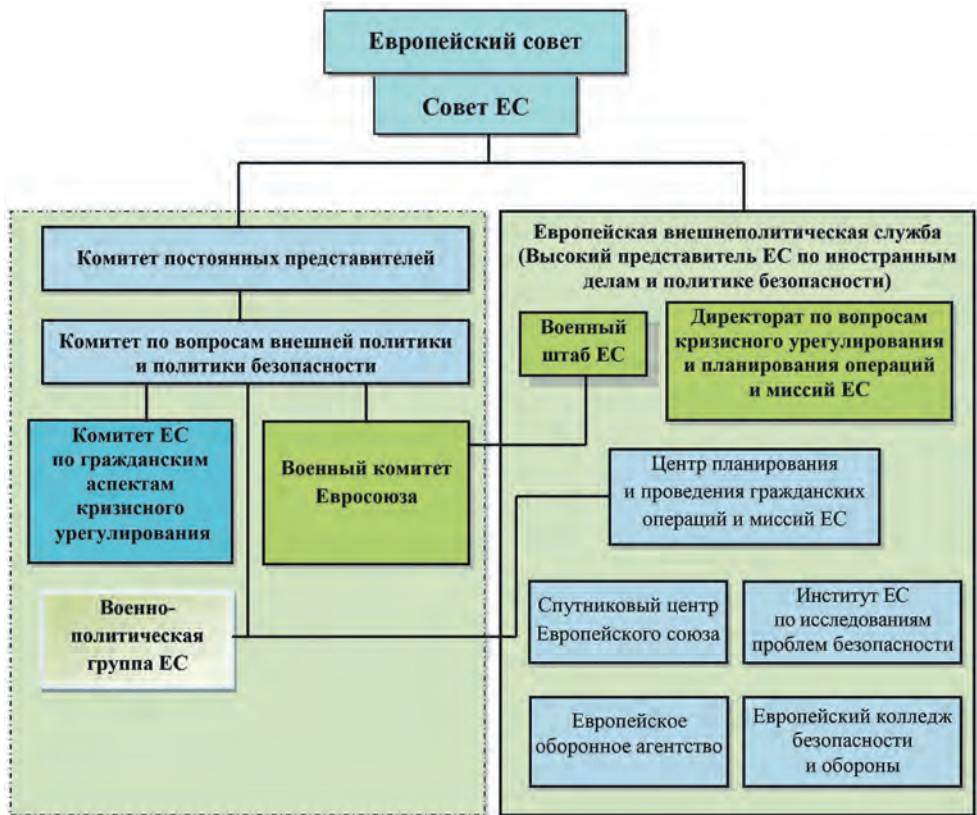 Европейский совет
Совет ЕС
Комитет постоянных представителей
Комитет по вопросам внешней политики
и политики безопасности
Комитет ЕС
по гражданским
аспектам
кризисного
урегулирования
Военный комитет
Евросоюза
Военно-
политическая
группа ЕС
Европейская внешнеполитическая служба
(Высокий представитель ЕС по иностранным
делам и политике безопасности)
Военный
штаб ЕС
Директорат по вопросам
кризисного урегулирования
и планирования операций
и миссий ЕС
Центр планирования
и проведения гражданских
операций и миссий ЕС
Спутниковый центр
Европейского союза
Институт ЕС
по исследованиям
проблем безопасности
Европейское
оборонное агентство
Европейский колледж
безопасности
и обороны